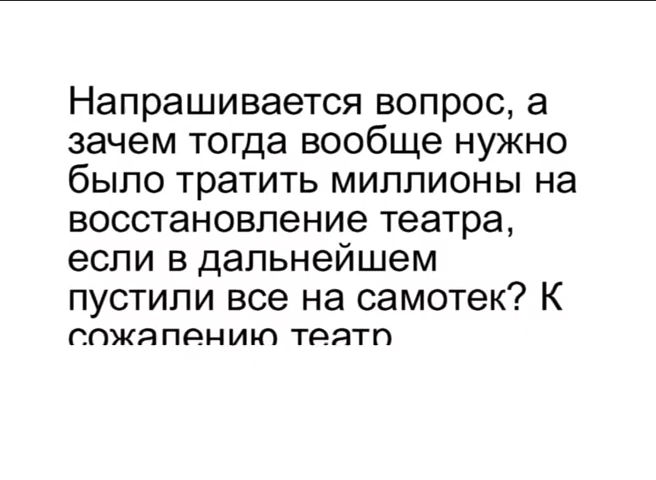 Напрашивается вопрос, а
зачем тогда вообще нужно
было тратить миллионы на
восстановление театра,
если в дальнейшем
пустили все на самотек? К
сожалению театр